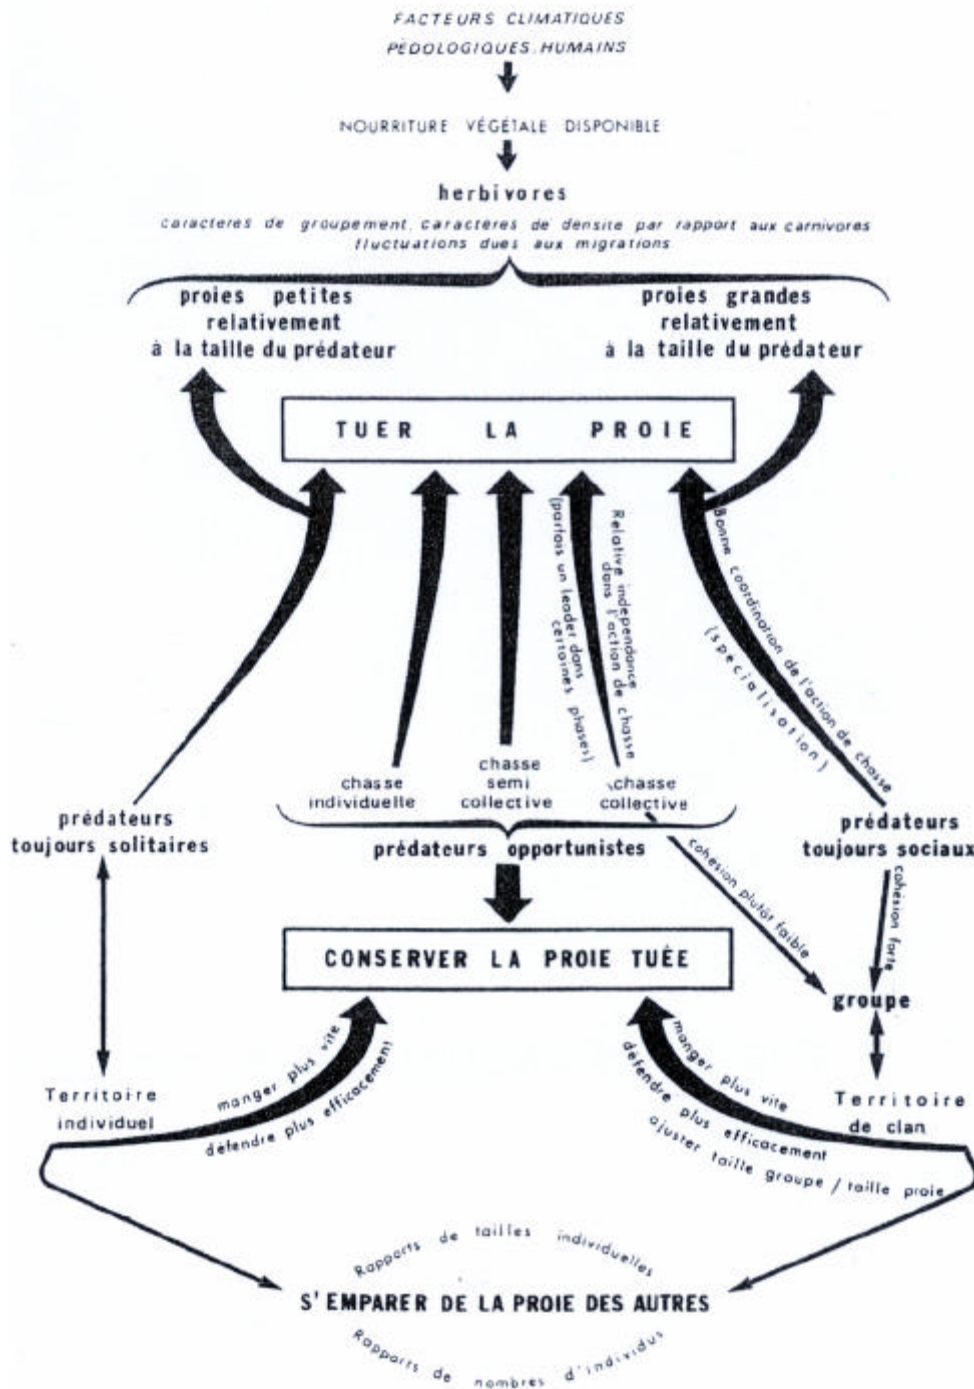 FACTEURS CLIMATIQUES
PÉDOLOGIQUES. HUMAINS
NOURRITURE VÉGÉTALE DISPONIBLE
herbivores
caractères de groupement, caractères de densite par rapport aux carnivores
fluctuations dues aux migrations.
proies petites
relativement
à la taille du prédateur
proies grandes
relativement
à la taille du prédateur
TUER LA PROIE
(parfois un leader dans
certaines phases)
Relative independance
dans l'action de chasse
Bonne coordination de l'action de chasse
(spécialisation)
chasse
individuelle
chasse
semi
collective
chasse
collective
prédateurs
toujours solitaires
prédateurs opportunistes
prédateurs
toujours sociaux
cohésion plutôt faible
cohésion forte
CONSERVER LA PROIE TUÉE
groupe
Territoire
individuel
manger plus vite
défendre plus efficacement
manger plus vite
défendre plus efficacement
ajuster taille groupe / taille proie
Territoire
de clan
Rapports de tailles individuelles
S'EMPARER DE LA PROIE DES AUTRES
Rapports de nombres d'individus